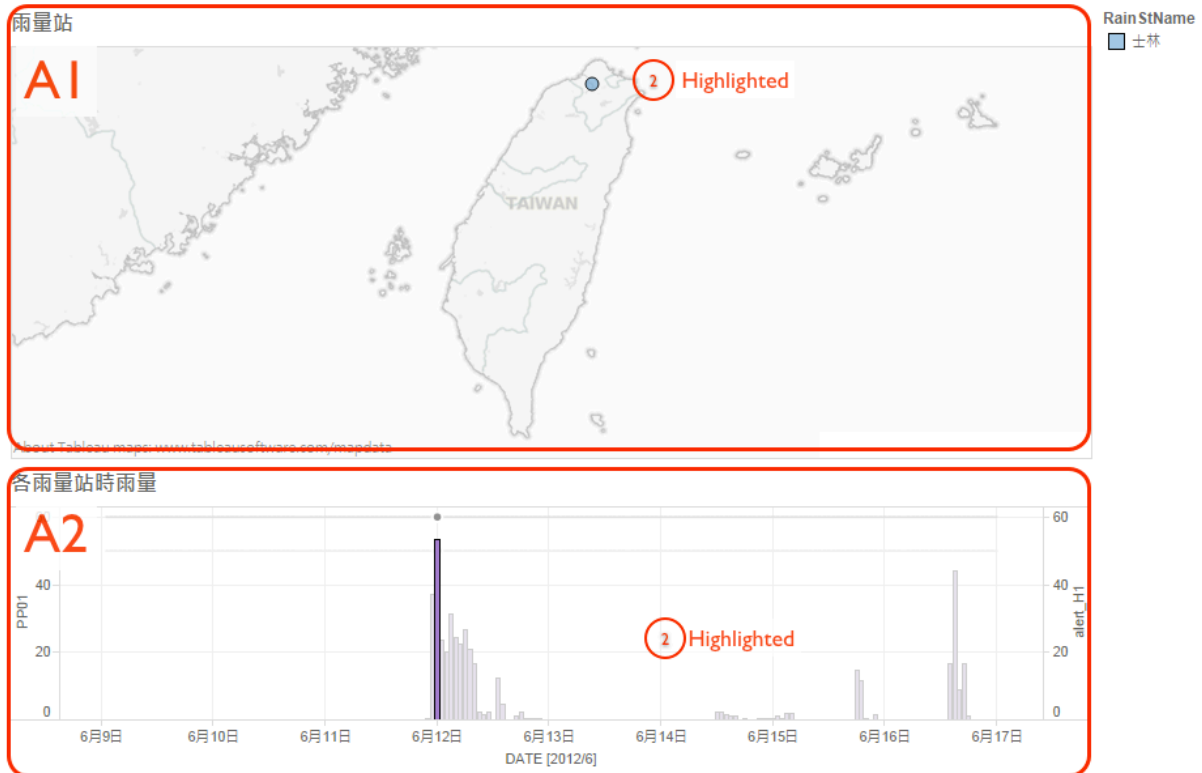 雨量站
RainStName
士林
A1
2 Highlighted
TAIWAN
About Tableau maps: www.tableausoftware.com/mapdata
各雨量站時雨量
A2
60
40
40
20
20
0
0
PP01
alert_H1
2 Highlighted
6月9日 6月10日 6月11日 6月12日 6月13日 6月14日 6月15日 6月16日 6月17日
DATE [2012/6]